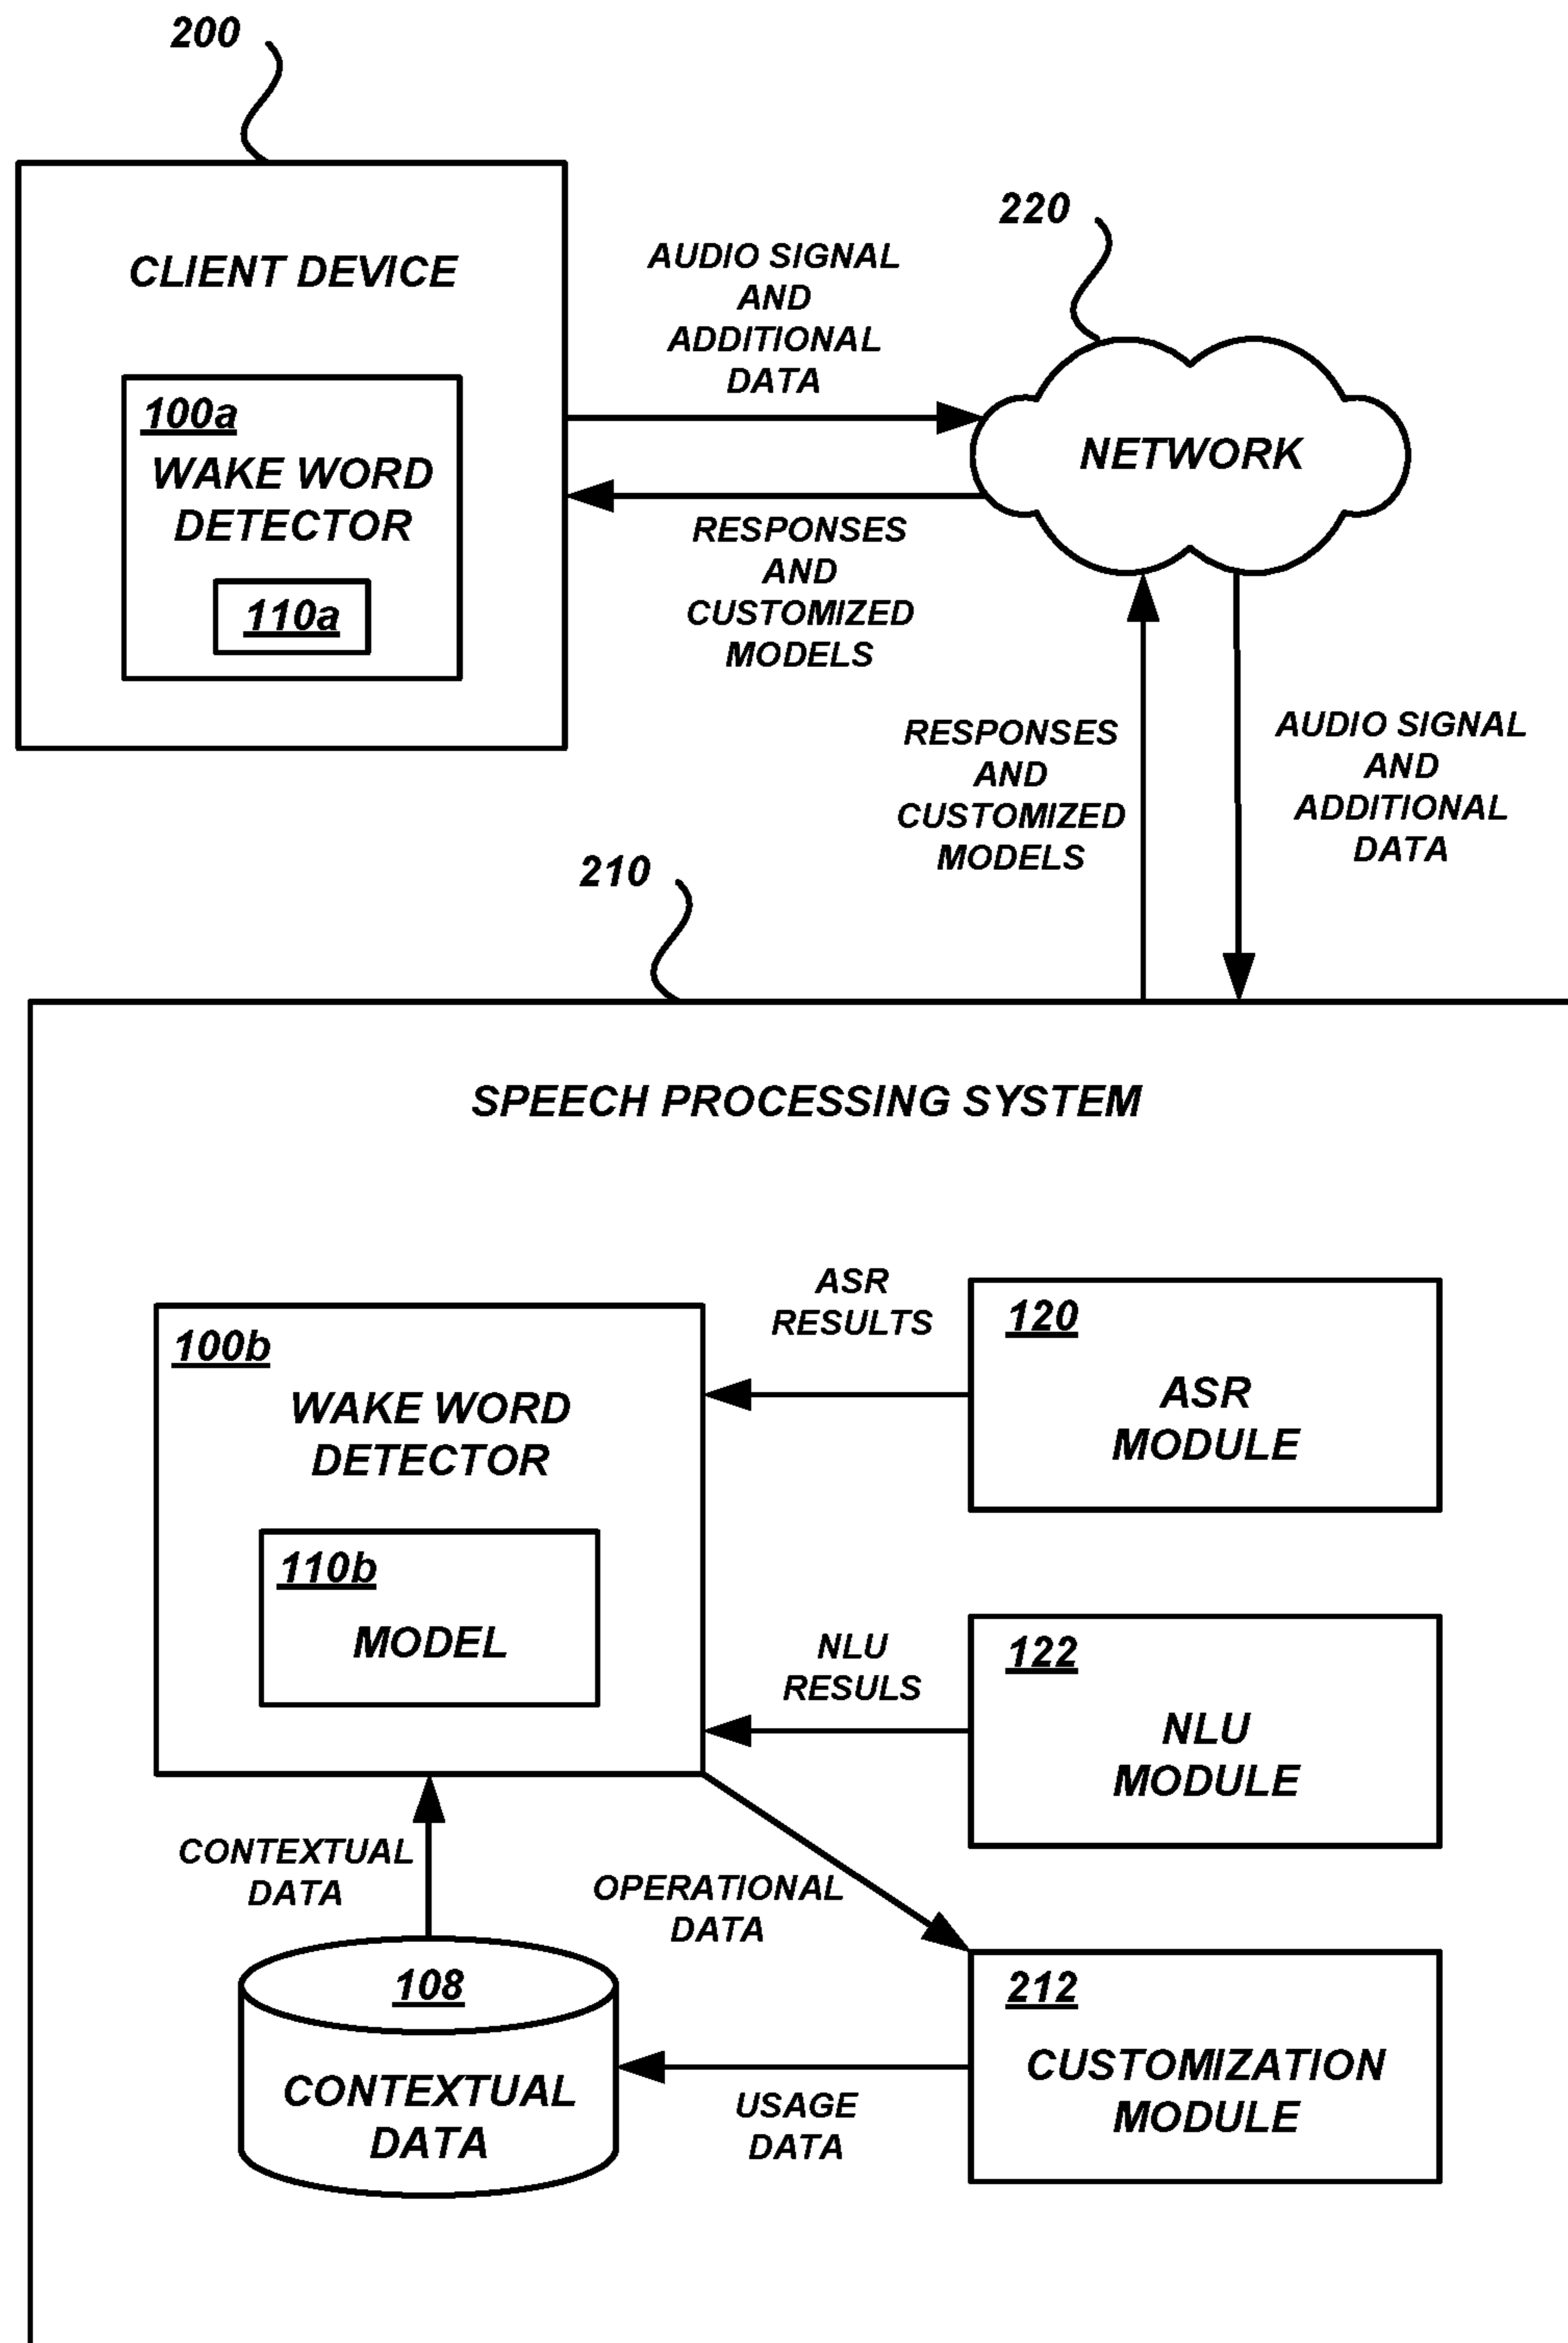 200
CLIENT DEVICE
100a
WAKE WORD
DETECTOR
110a
AUDIO SIGNAL
AND
ADDITIONAL
DATA
220
NETWORK
RESPONSES
AND
CUSTOMIZED
MODELS
RESPONSES
AND
CUSTOMIZED
MODELS
AUDIO SIGNAL
AND
ADDITIONAL
DATA
210
SPEECH PROCESSING SYSTEM
100b
WAKE WORD
DETECTOR
110b
MODEL
ASR
RESULTS
120
ASR
MODULE
NLU
RESULS
122
NLU
MODULE
CONTEXTUAL
DATA
OPERATIONAL
DATA
108
CONTEXTUAL
DATA
USAGE
DATA
212
CUSTOMIZATION
MODULE